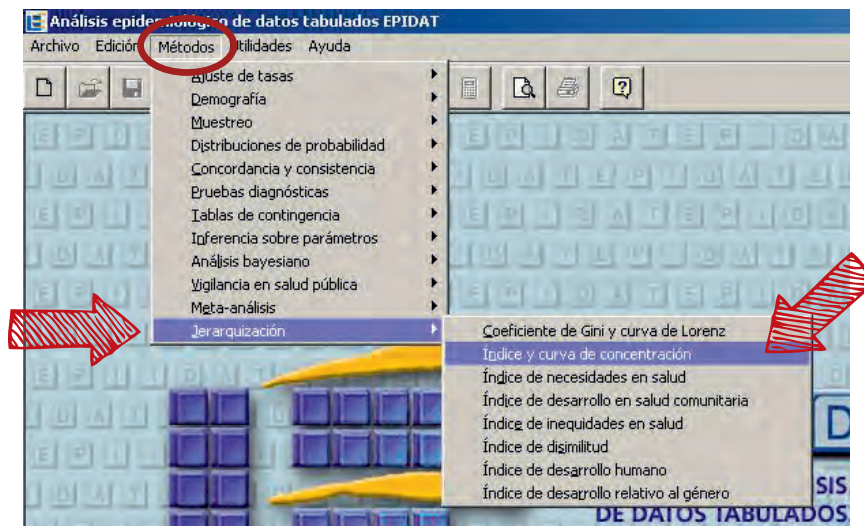 Análisis epidemiológico de datos tabulados EPIDAT
Archivo Edición Métodos Utilidades Ayuda
Ajuste de tasas
Demografía
Muestreo
Distribuciones de probabilidad
Concordancia y consistencia
Pruebas diagnósticas
Tablas de contingencia
Inferencia sobre parámetros
Análisis bayesiano
Vigilancia en salud pública
Meta-análisis
Jerarquización
Coeficiente de Gini y curva de Lorenz
Índice y curva de concentración
Índice de necesidades en salud
Índice de desarrollo en salud comunitaria
Índice de inequidades en salud
Índice de disimilitud
Índice de desarrollo humano
Índice de desarrollo relativo al género
D
SIS
DE DATOS TABULADOS